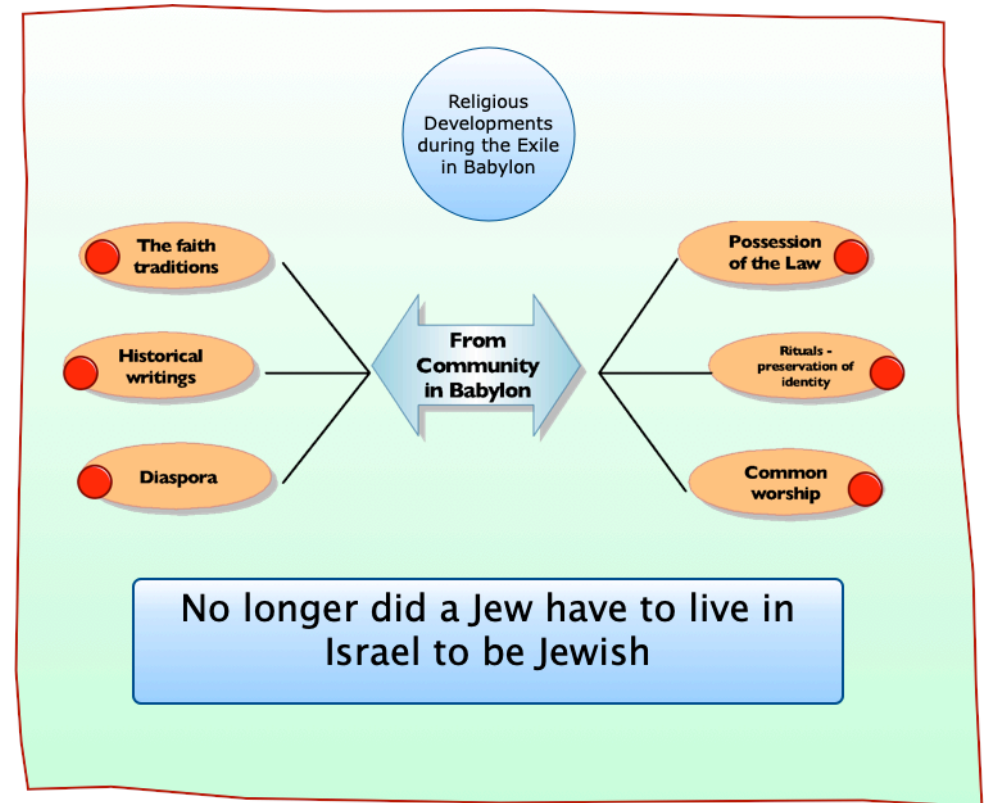 Religious
Developments
during the Exile
in Babylon
The faith
traditions
Historical
writings
Diaspora
From
Community
in Babylon
Possession
of the Law
Rituals -
preservation of
identity
Common
worship
No longer did a Jew have to live in
Israel to be Jewish